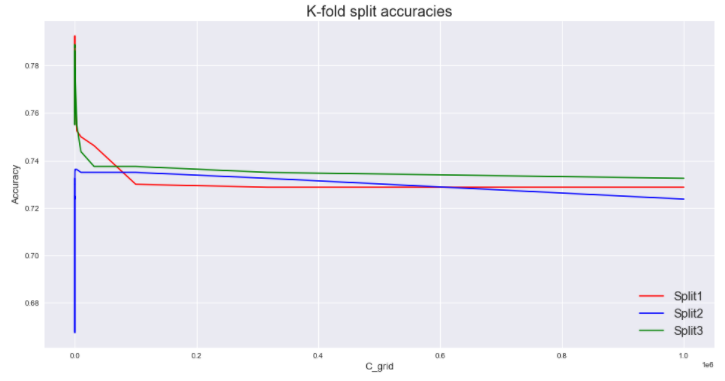 K-fold split accuracies
0.78
0.76
0.74
0.72
0.70
0.68
Accuracy
Split1
Split2
Split3
0.0 0.2 0.4 0.6 0.8 1.0
1e6
C_grid